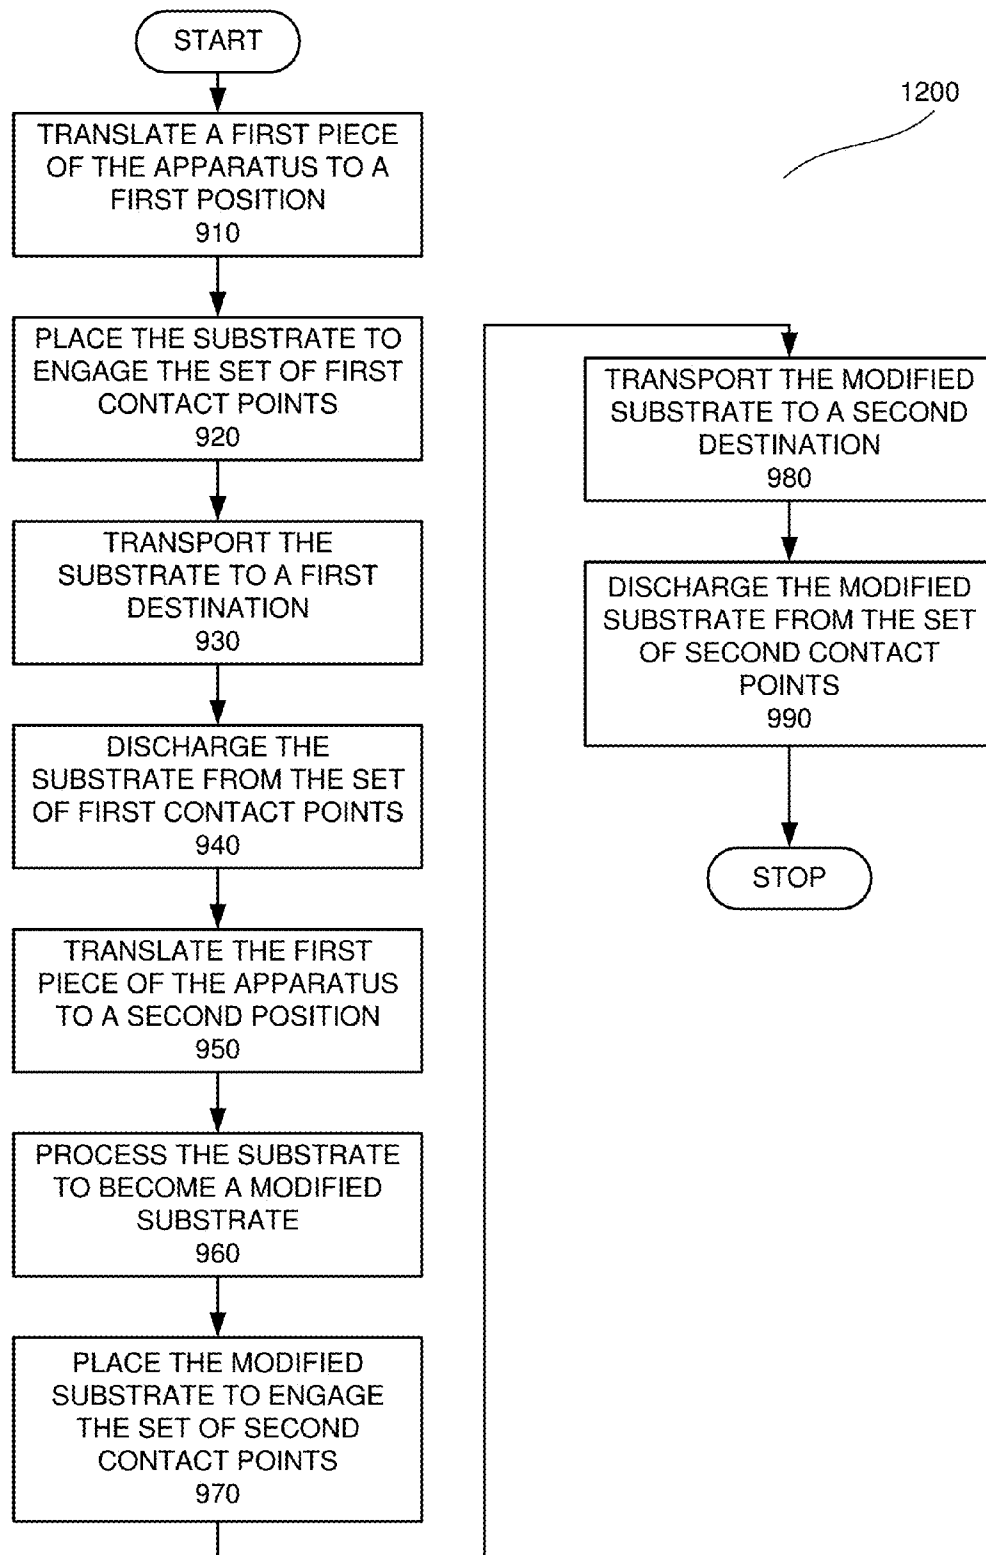 START
1200
TRANSLATE A FIRST PIECE
OF THE APPARATUS TO A
FIRST POSITION
910
PLACE THE SUBSTRATE TO
ENGAGE THE SET OF FIRST
CONTACT POINTS
920
TRANSPORT THE
SUBSTRATE TO A FIRST
DESTINATION
930
DISCHARGE THE
SUBSTRATE FROM THE SET
OF FIRST CONTACT POINTS
940
TRANSLATE THE FIRST
PIECE OF THE APPARATUS
TO A SECOND POSITION
950
PROCESS THE SUBSTRATE
TO BECOME A MODIFIED
SUBSTRATE
960
PLACE THE MODIFIED
SUBSTRATE TO ENGAGE
THE SET OF SECOND
CONTACT POINTS
970
TRANSPORT THE MODIFIED
SUBSTRATE TO A SECOND
DESTINATION
980
DISCHARGE THE MODIFIED
SUBSTRATE FROM THE SET
OF SECOND CONTACT
POINTS
990
STOP